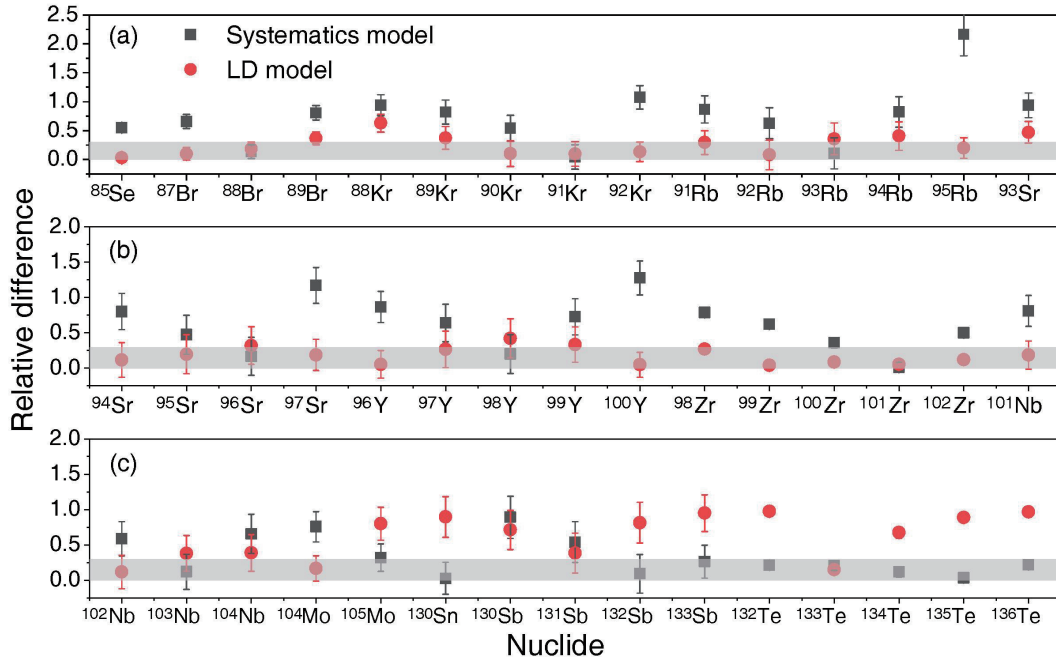 Relative difference
2.5
2.0
1.5
1.0
0.5
0.0
(a)
Systematics model
LD model
⁸⁵Se ⁸⁷Br ⁸⁸Br ⁸⁹Br ⁸⁸Kr ⁸⁹Kr ⁹⁰Kr ⁹¹Kr ⁹²Kr ⁹¹Rb ⁹²Rb ⁹³Rb ⁹⁴Rb ⁹⁵Rb ⁹³Sr
2.0
1.5
1.0
0.5
0.0
(b)
⁹⁴Sr ⁹⁵Sr ⁹⁶Sr ⁹⁷Sr ⁹⁶Y ⁹⁷Y ⁹⁸Y ⁹⁹Y ¹⁰⁰Y ⁹⁸Zr ⁹⁹Zr ¹⁰⁰Zr ¹⁰¹Zr ¹⁰²Zr ¹⁰¹Nb
2.0
1.5
1.0
0.5
0.0
(c)
¹⁰²Nb ¹⁰³Nb ¹⁰⁴Nb ¹⁰⁴Mo ¹⁰⁵Mo ¹³⁰Sn ¹³⁰Sb ¹³¹Sb ¹³²Sb ¹³³Sb ¹³²Te ¹³³Te ¹³⁴Te ¹³⁵Te ¹³⁶Te
Nuclide